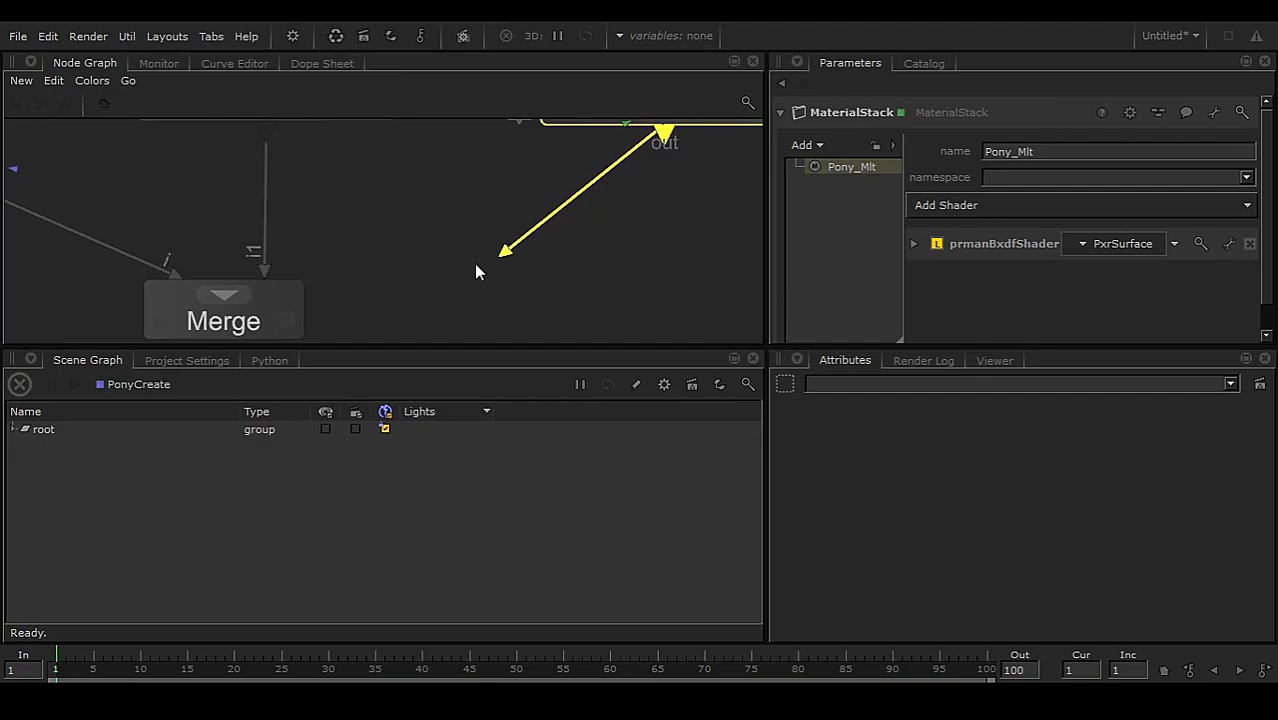 File Edit Render Util Layouts Tabs Help 3D: variables: none Untitled*
Node Graph Monitor Curve Editor Dope Sheet
New Edit Colors Go
out
i
i1
Merge
Parameters Catalog
MaterialStack MaterialStack
Add
Pony_Mlt
name Pony_Mlt
namespace
Add Shader
L prmanBxdfShader PxrSurface
Scene Graph Project Settings Python
PonyCreate
Name Type Lights
root group
Ready.
Attributes Render Log Viewer
In Out Cur Inc
1 1 5 10 15 20 25 30 35 40 45 50 55 60 65 70 75 80 85 90 95 100 100 1 1